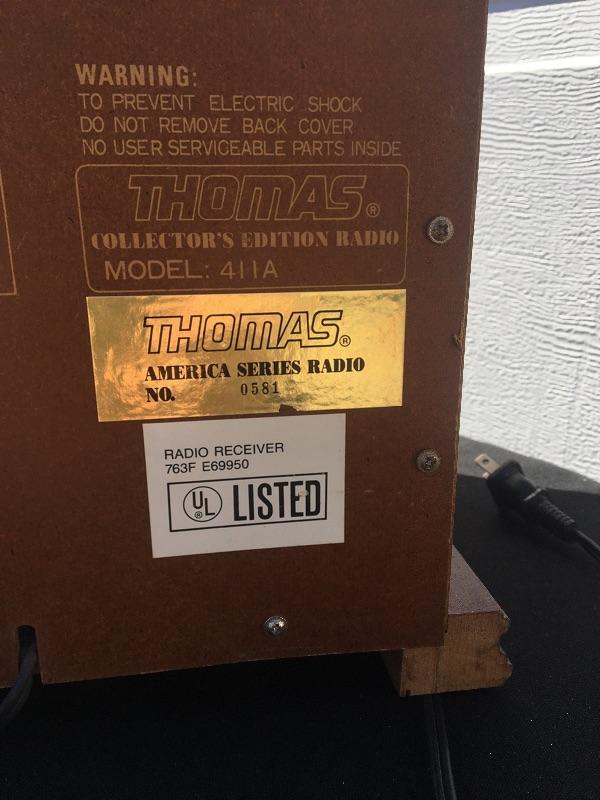 WARNING:
TO PREVENT ELECTRIC SHOCK
DO NOT REMOVE BACK COVER
NO USER SERVICEABLE PARTS INSIDE
THOMAS®
COLLECTOR'S EDITION RADIO
MODEL: 411A
THOMAS®
AMERICA SERIES RADIO
NO. 0581
RADIO RECEIVER
763F E69950
UL® LISTED